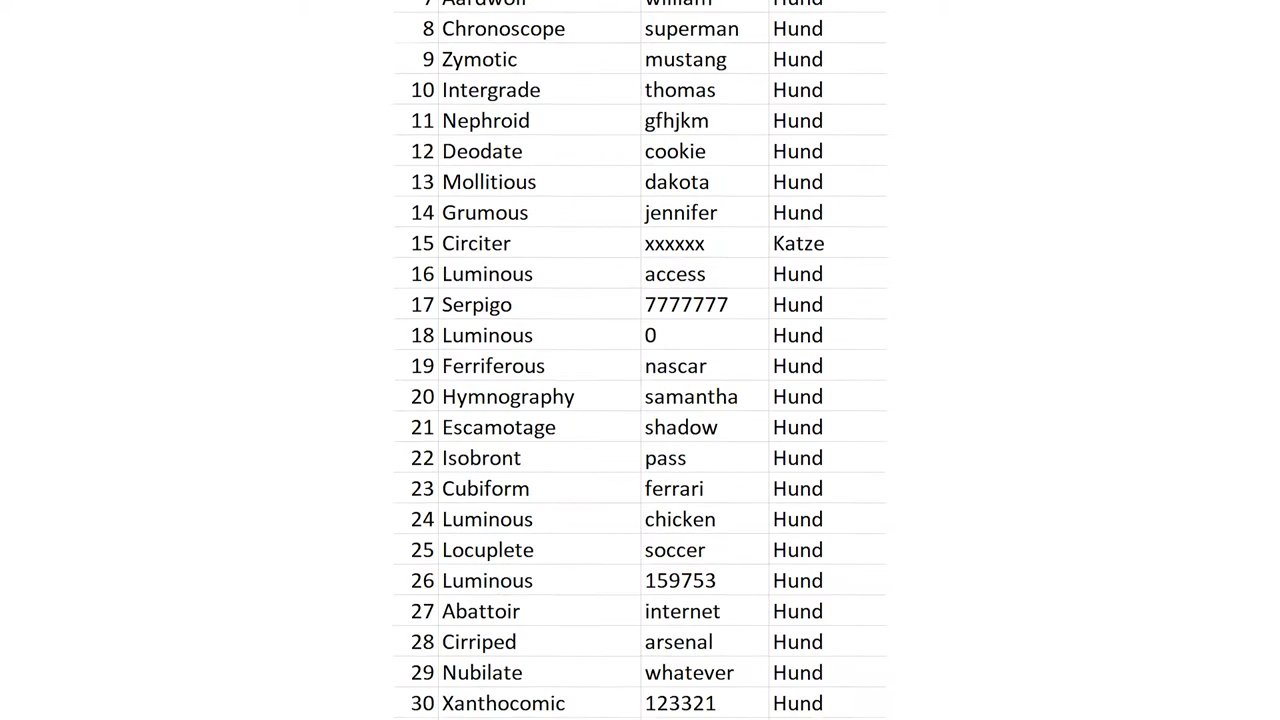 7 Aardwolf william Hund
8 Chronoscope superman Hund
9 Zymotic mustang Hund
10 Intergrade thomas Hund
11 Nephroid gfhjkm Hund
12 Deodate cookie Hund
13 Mollitious dakota Hund
14 Grumous jennifer Hund
15 Circiter xxxxxx Katze
16 Luminous access Hund
17 Serpigo 7777777 Hund
18 Luminous 0 Hund
19 Ferriferous nascar Hund
20 Hymnography samantha Hund
21 Escamotage shadow Hund
22 Isobront pass Hund
23 Cubiform ferrari Hund
24 Luminous chicken Hund
25 Locuplete soccer Hund
26 Luminous 159753 Hund
27 Abattoir internet Hund
28 Cirriped arsenal Hund
29 Nubilate whatever Hund
30 Xanthocomic 123321 Hund